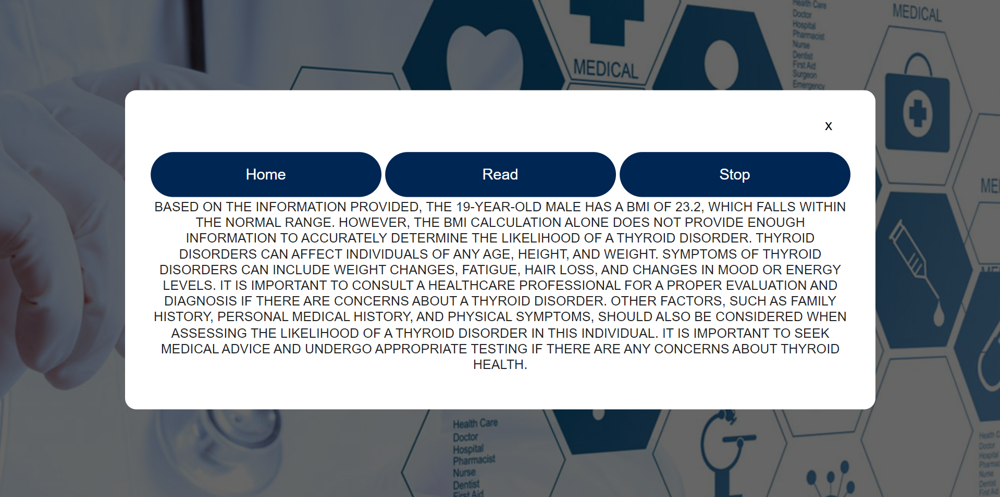 Health Care
Doctor
Hospital
Pharmacist
Nurse
Dentist
First Aid
Surgeon
Emergency
MEDICAL
MEDICAL
x
Home Read Stop
BASED ON THE INFORMATION PROVIDED, THE 19-YEAR-OLD MALE HAS A BMI OF 23.2, WHICH FALLS WITHIN
THE NORMAL RANGE. HOWEVER, THE BMI CALCULATION ALONE DOES NOT PROVIDE ENOUGH
INFORMATION TO ACCURATELY DETERMINE THE LIKELIHOOD OF A THYROID DISORDER. THYROID
DISORDERS CAN AFFECT INDIVIDUALS OF ANY AGE, HEIGHT, AND WEIGHT. SYMPTOMS OF THYROID
DISORDERS CAN INCLUDE WEIGHT CHANGES, FATIGUE, HAIR LOSS, AND CHANGES IN MOOD OR ENERGY
LEVELS. IT IS IMPORTANT TO CONSULT A HEALTHCARE PROFESSIONAL FOR A PROPER EVALUATION AND
DIAGNOSIS IF THERE ARE CONCERNS ABOUT A THYROID DISORDER. OTHER FACTORS, SUCH AS FAMILY
HISTORY, PERSONAL MEDICAL HISTORY, AND PHYSICAL SYMPTOMS, SHOULD ALSO BE CONSIDERED WHEN
ASSESSING THE LIKELIHOOD OF A THYROID DISORDER IN THIS INDIVIDUAL. IT IS IMPORTANT TO SEEK
MEDICAL ADVICE AND UNDERGO APPROPRIATE TESTING IF THERE ARE ANY CONCERNS ABOUT THYROID
HEALTH.
ME
Health Care
Doctor
Hospital
Pharmacist
Nurse
Dentist
First Aid
Health C
Doctor
Hospital
Pharmac
Nurse
Dentist
First Aid